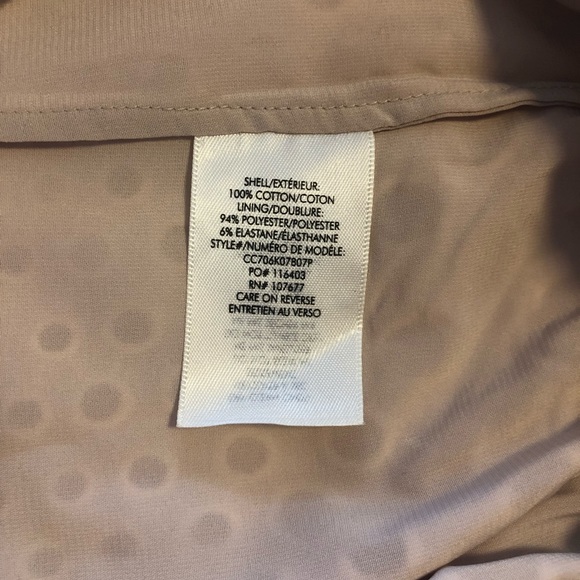 SHELL/EXTÉRIEUR:
100% COTTON/COTON
LINING/DOUBLURE:
94% POLYESTER/POLYESTER
6% ELASTANE/ÉLASTHANNE
STYLE#/NUMÉRO DE MODÈLE:
CC706K07807P
PO# 116403
RN# 107677
CARE ON REVERSE
ENTRETIEN AU VERSO